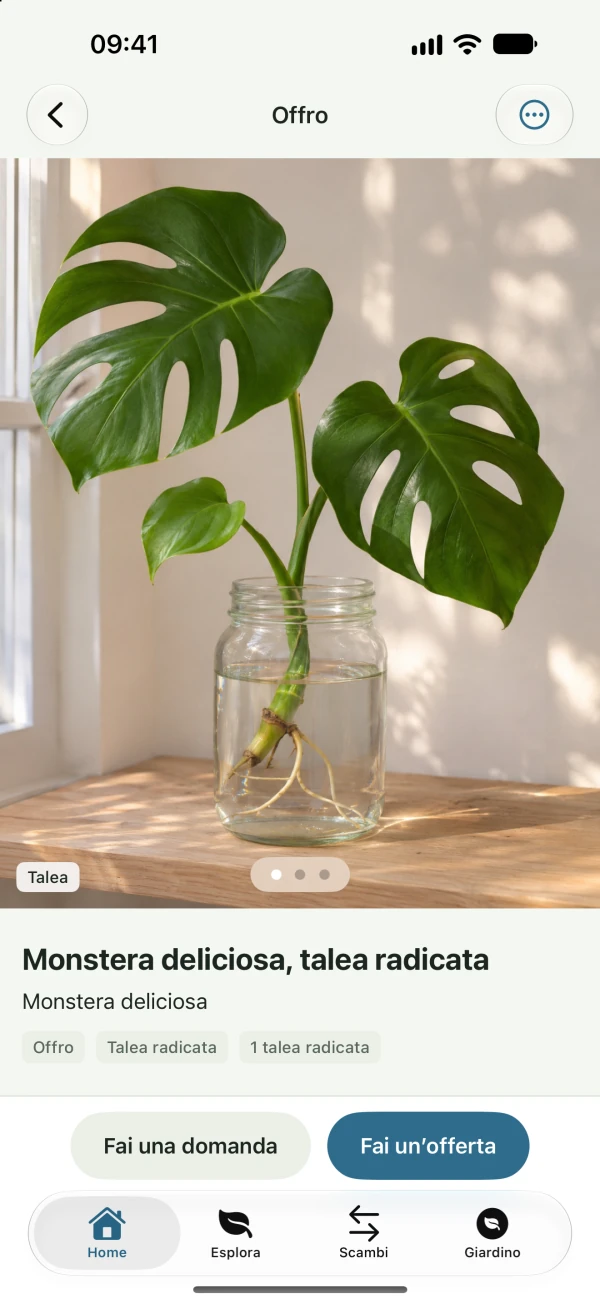 09:41
Offro
Talea
Monstera deliciosa, talea radicata
Monstera deliciosa
Offro
Talea radicata
1 talea radicata
Fai una domanda
Fai un’offerta
Home
Esplora
Scambi
Giardino